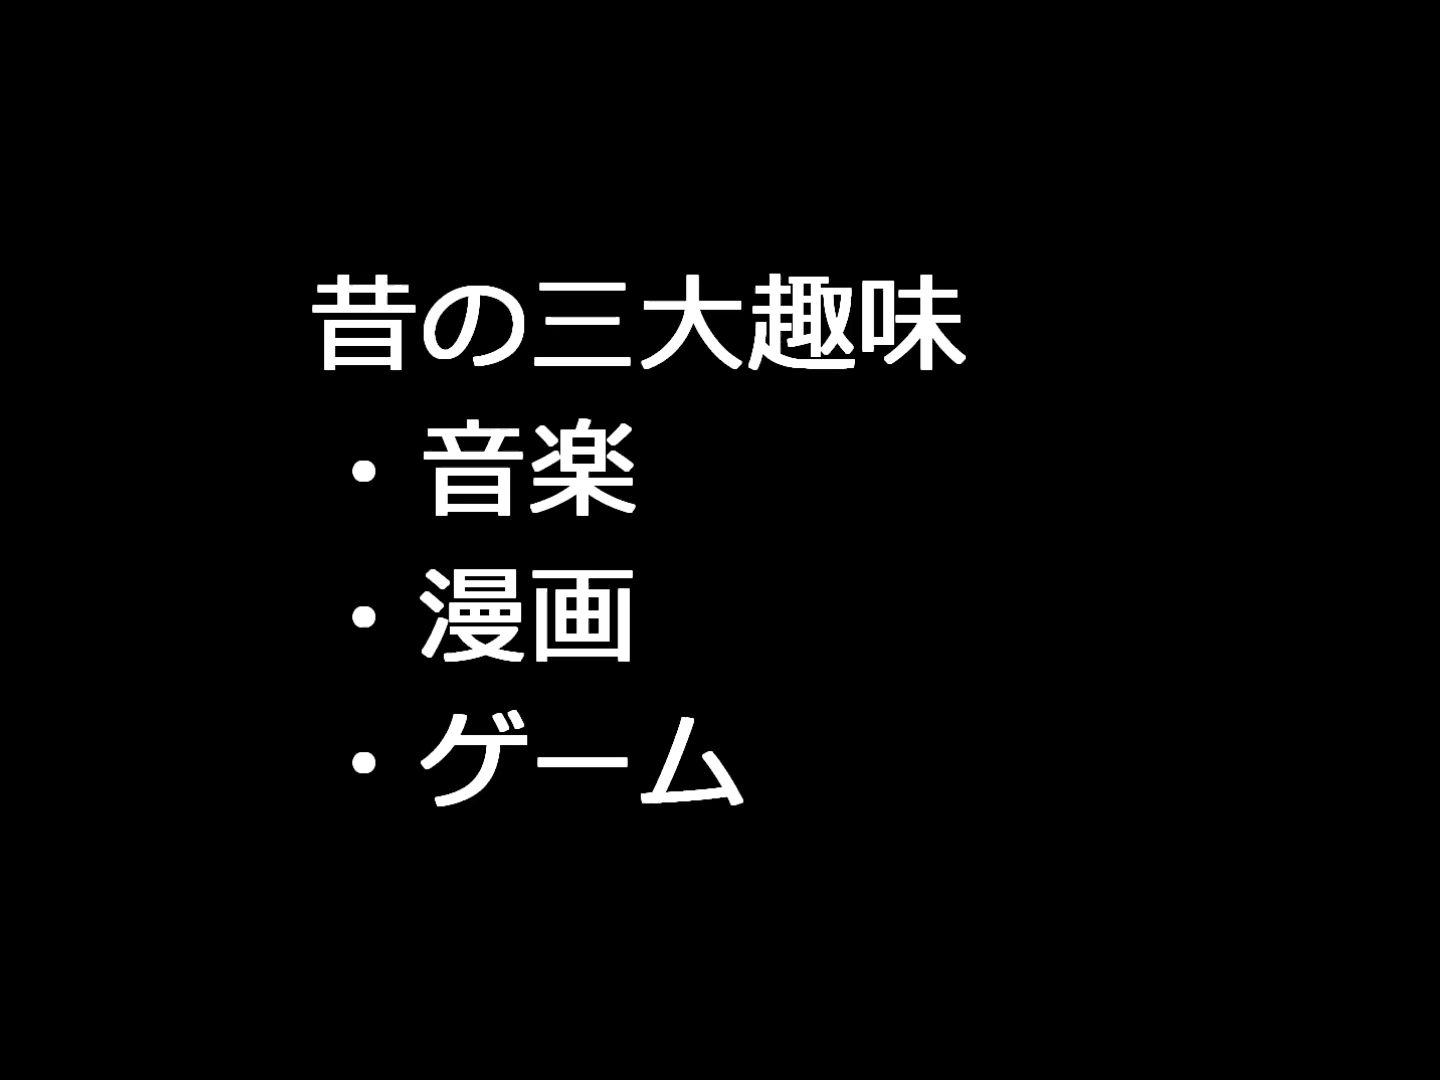 昔の三大趣味
・音楽
・漫画
・ゲーム